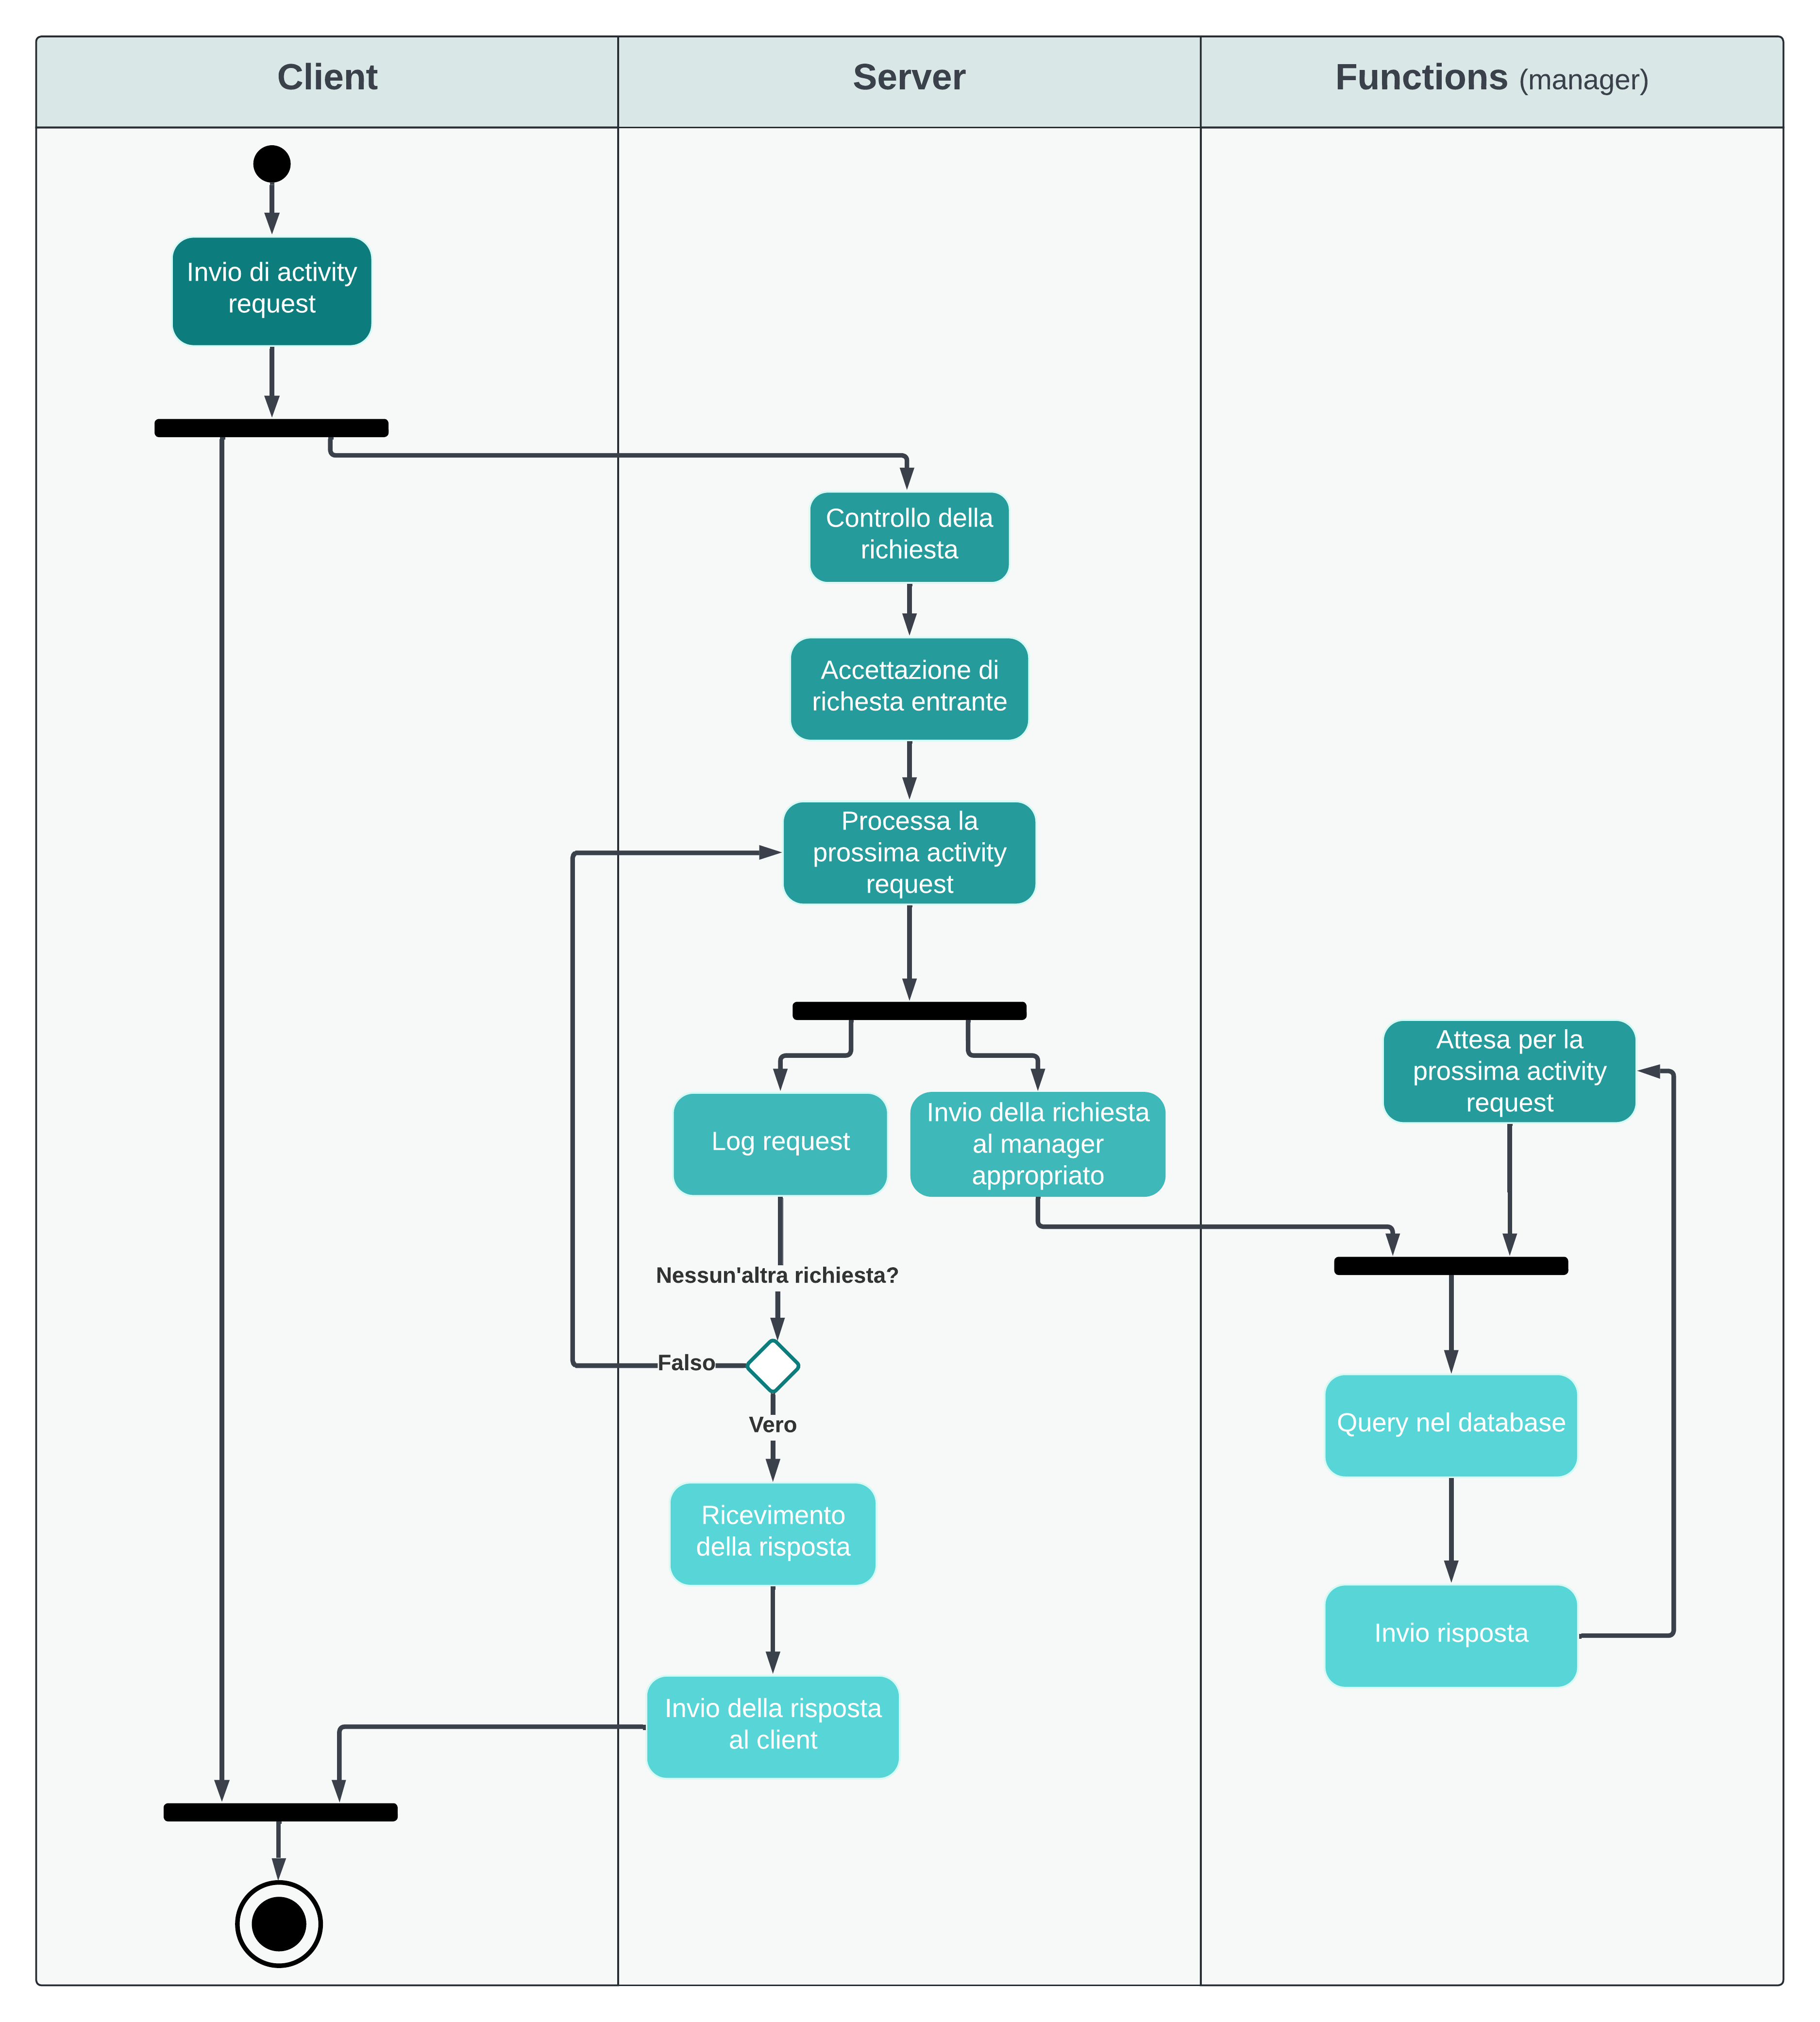 Client
Server
Functions (manager)
Invio di activity
request
Controllo della
richiesta
Accettazione di
richesta entrante
Processa la
prossima activity
request
Attesa per la
prossima activity
request
Log request
Invio della richiesta
al manager
appropriato
Nessun'altra richiesta?
Falso
Vero
Query nel database
Ricevimento
della risposta
Invio risposta
Invio della risposta
al client